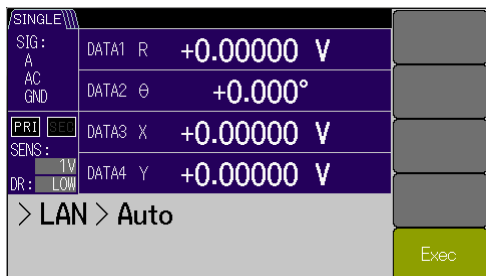 SINGLE
SIG:
A
AC
GND
DATA1 R +0.00000 V
DATA2 θ +0.000°
PRI SEC
DATA3 X +0.00000 V
SENS:
1V
DATA4 Y +0.00000 V
DR: LOW
> LAN > Auto
Exec